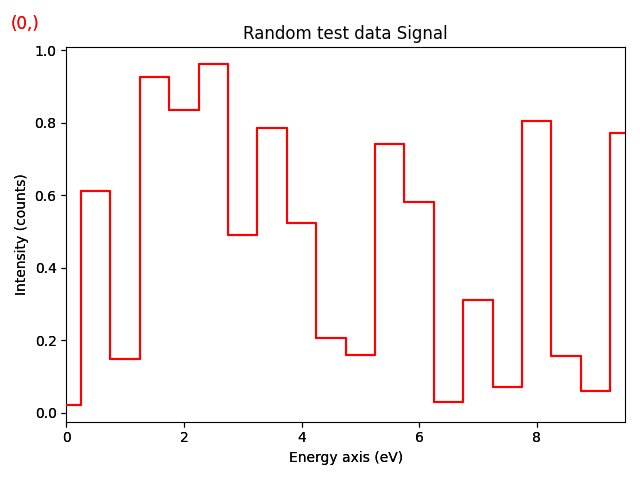 (0,)
Random test data Signal
1.0
0.8
0.6
0.4
0.2
0.0
Intensity (counts)
0 2 4 6 8
Energy axis (eV)